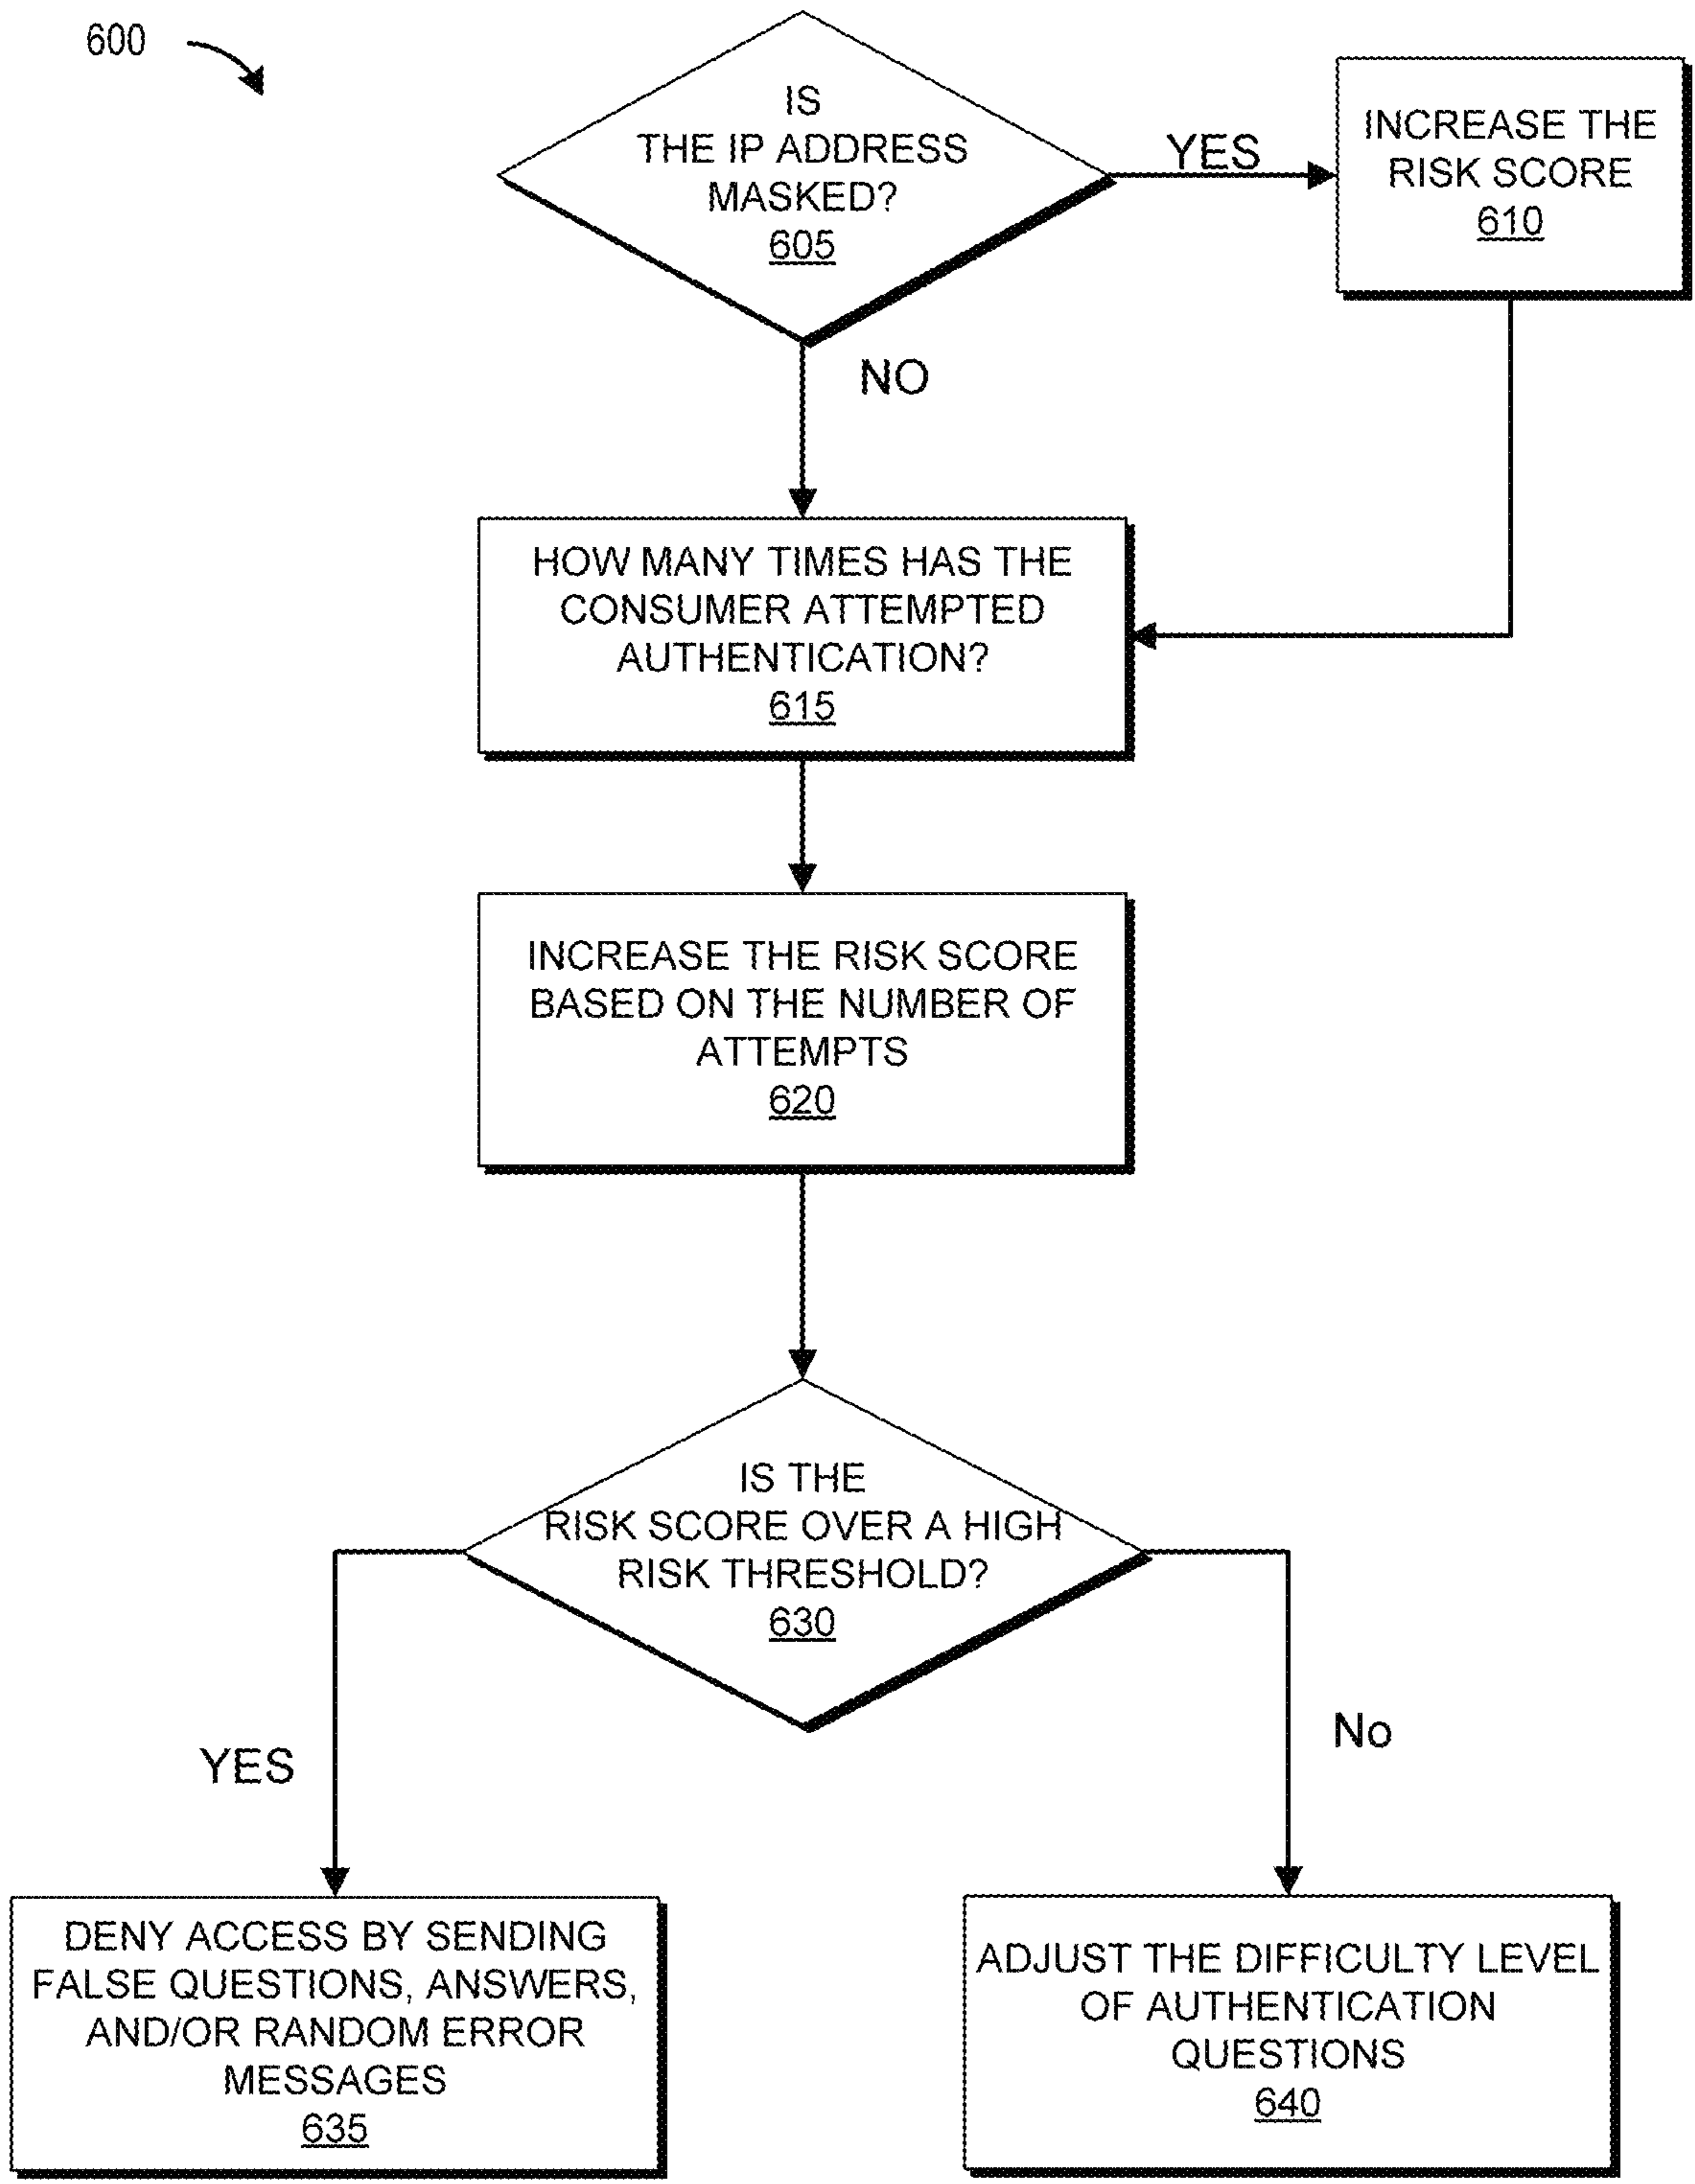 600
IS
THE IP ADDRESS
MASKED?
605
YES
INCREASE THE
RISK SCORE
610
NO
HOW MANY TIMES HAS THE
CONSUMER ATTEMPTED
AUTHENTICATION?
615
INCREASE THE RISK SCORE
BASED ON THE NUMBER OF
ATTEMPTS
620
IS THE
RISK SCORE OVER A HIGH
RISK THRESHOLD?
630
YES
No
DENY ACCESS BY SENDING
FALSE QUESTIONS, ANSWERS,
AND/OR RANDOM ERROR
MESSAGES
635
ADJUST THE DIFFICULTY LEVEL
OF AUTHENTICATION
QUESTIONS
640